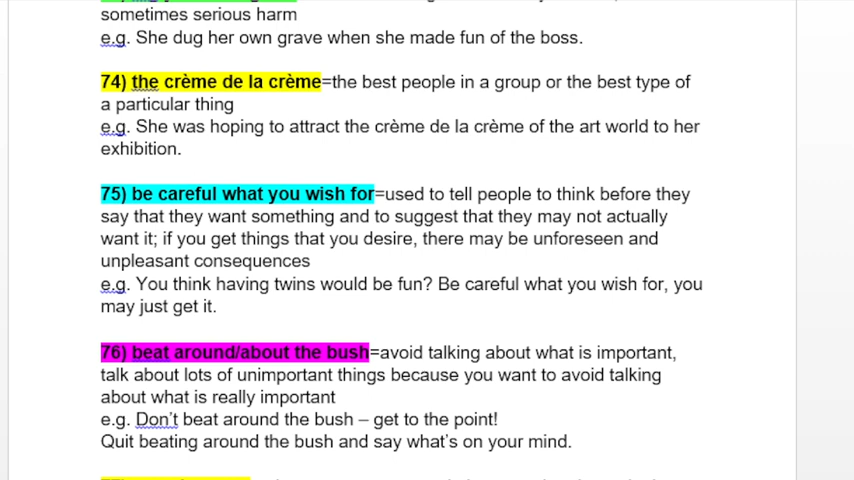 sometimes serious harm
e.g. She dug her own grave when she made fun of the boss.
74) the crème de la crème=the best people in a group or the best type of
a particular thing
e.g. She was hoping to attract the crème de la crème of the art world to her
exhibition.
75) be careful what you wish for=used to tell people to think before they
say that they want something and to suggest that they may not actually
want it; if you get things that you desire, there may be unforeseen and
unpleasant consequences
e.g. You think having twins would be fun? Be careful what you wish for, you
may just get it.
76) beat around/about the bush=avoid talking about what is important,
talk about lots of unimportant things because you want to avoid talking
about what is really important
e.g. Don’t beat around the bush – get to the point!
Quit beating around the bush and say what’s on your mind.